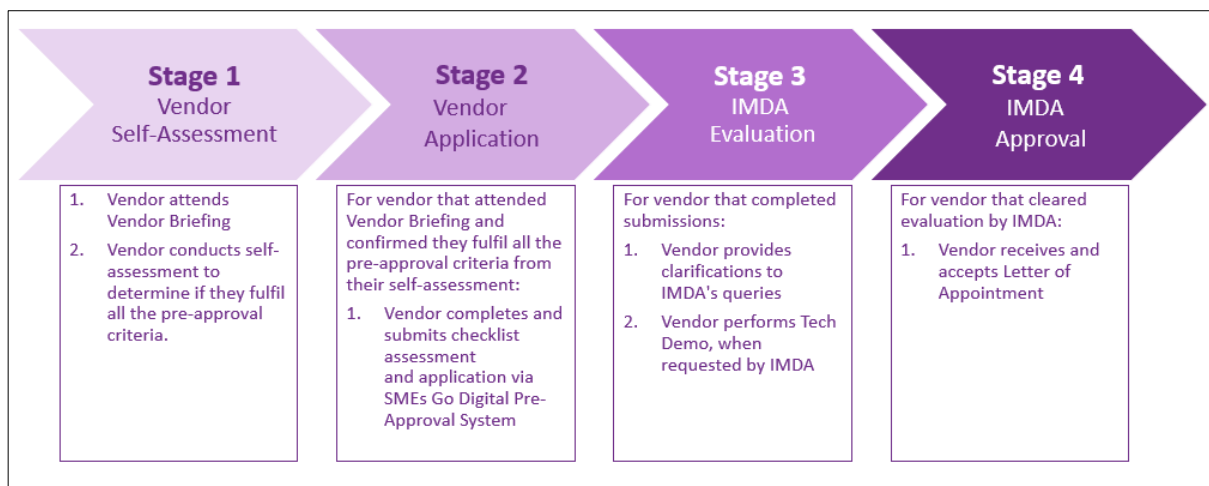 Stage 1
Vendor
Self-Assessment
Stage 2
Vendor
Application
Stage 3
IMDA
Evaluation
Stage 4
IMDA
Approval
1. Vendor attends
Vendor Briefing
2. Vendor conducts self-
assessment to
determine if they fulfil
all the pre-approval
criteria.
For vendor that attended
Vendor Briefing and
confirmed they fulfil all the
pre-approval criteria from
their self-assessment:
1. Vendor completes and
submits checklist
assessment
and application via
SMEs Go Digital Pre-
Approval System
For vendor that completed
submissions:
1. Vendor provides
clarifications to
IMDA's queries
2. Vendor performs Tech
Demo, when
requested by IMDA
For vendor that cleared
evaluation by IMDA:
1. Vendor receives and
accepts Letter of
Appointment